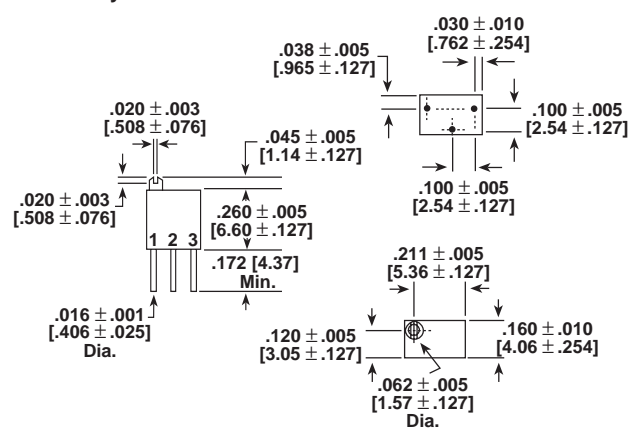 .030 ± .010
[.762 ± .254]
.038 ± .005
[.965 ± .127]
.020 ± .003
[.508 ± .076]
.100 ± .005
[2.54 ± .127]
.045 ± .005
[1.14 ± .127]
.100 ± .005
[2.54 ± .127]
.020 ± .003
[.508 ± .076]
.260 ± .005
[6.60 ± .127]
1 2 3
.211 ± .005
[5.36 ± .127]
.172 [4.37]
Min.
.016 ± .001
[.406 ± .025]
Dia.
.120 ± .005
[3.05 ± .127]
.160 ± .010
[4.06 ± .254]
.062 ± .005
[1.57 ± .127]
Dia.